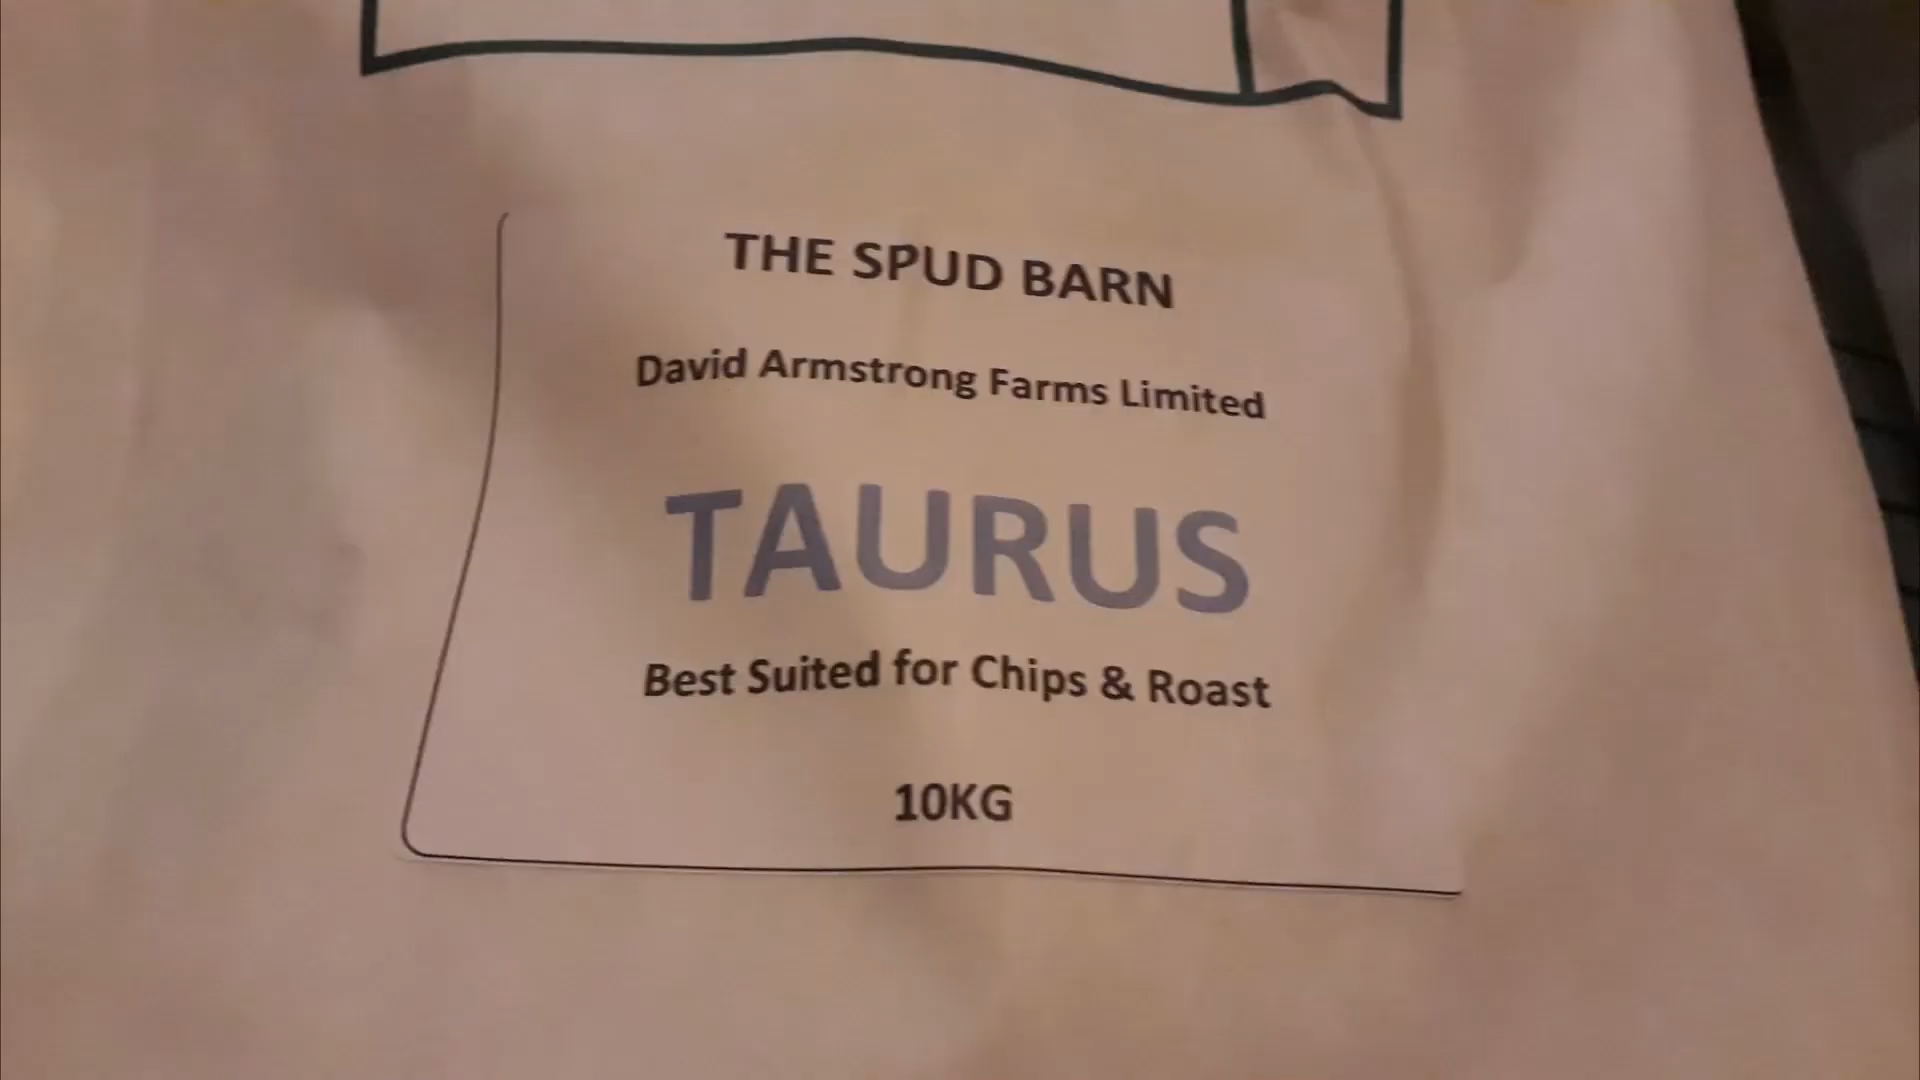 THE SPUD BARN
David Armstrong Farms Limited
TAURUS
Best Suited for Chips & Roast
10KG